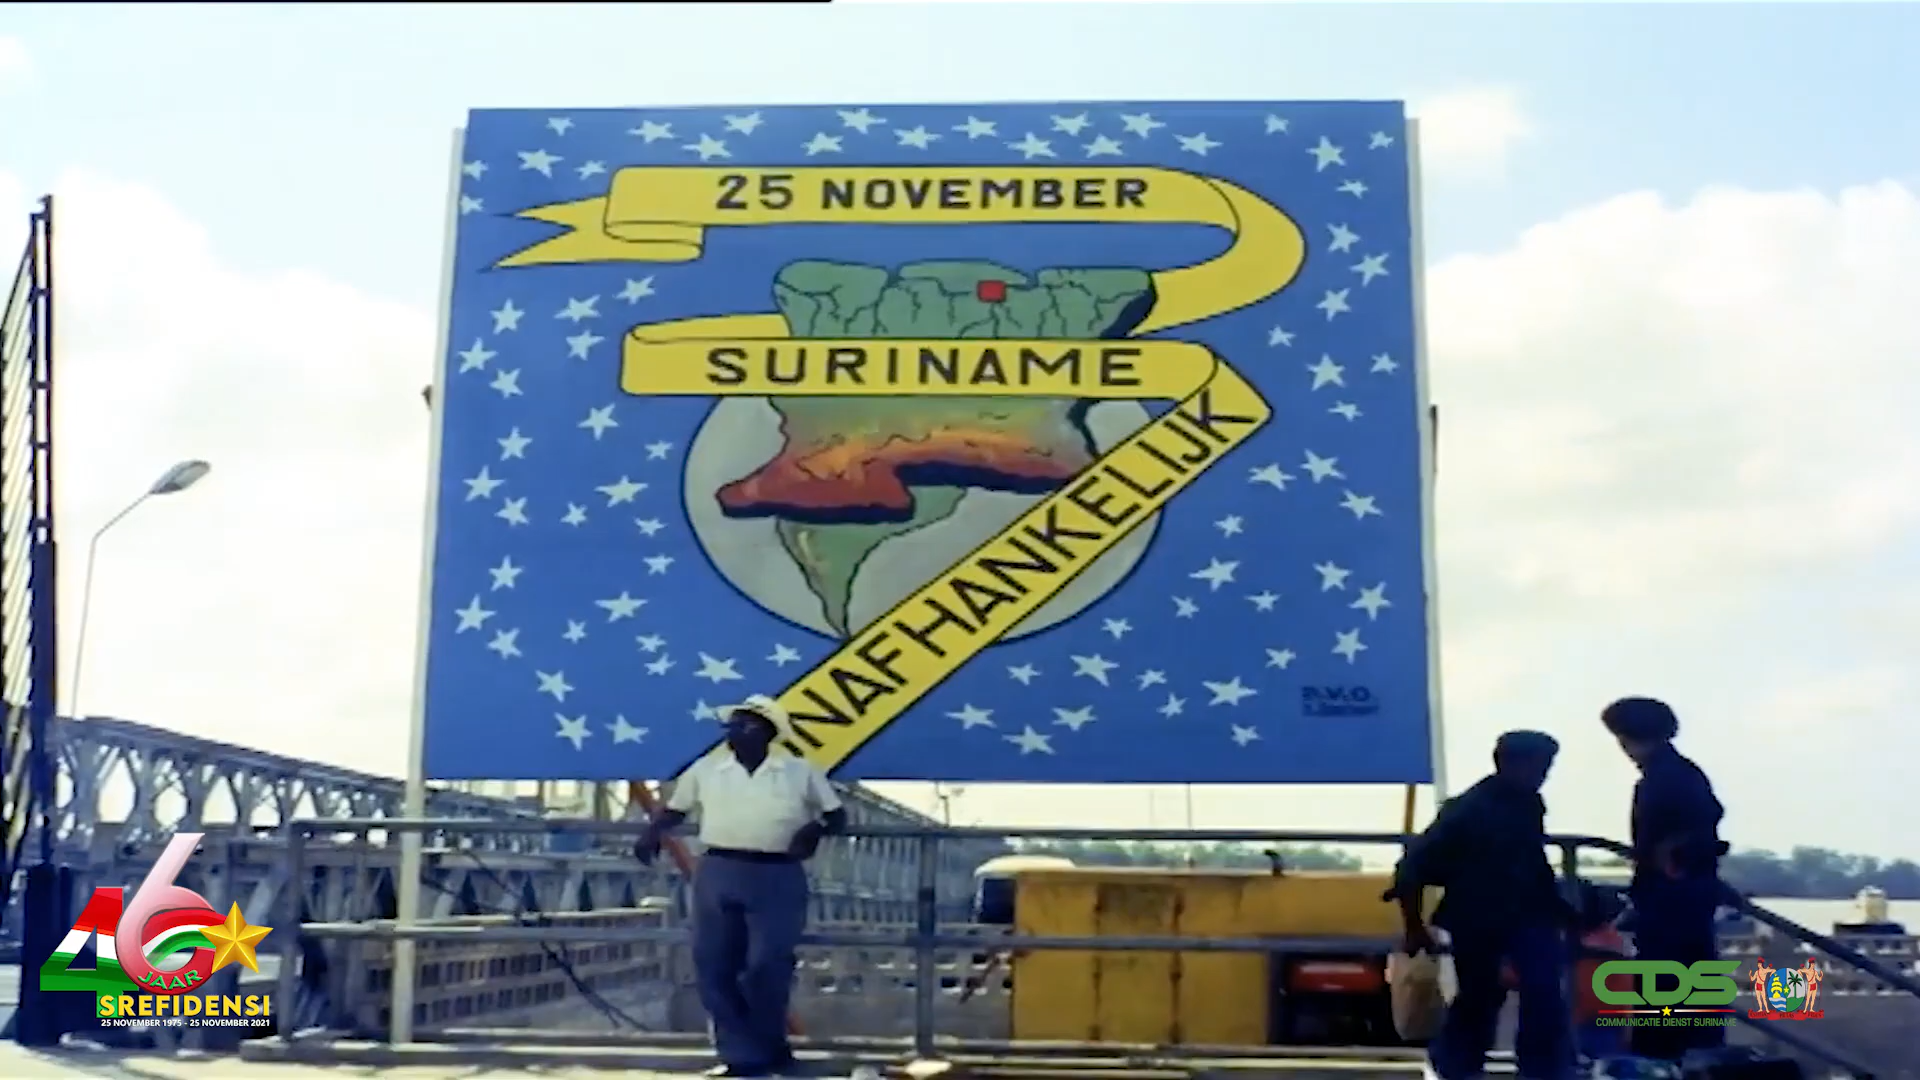 25 NOVEMBER
SURINAME
ONAFHANKELIJK
46
JAAR
SREFIDENSI
25 NOVEMBER 1975 - 25 NOVEMBER 2021
CDS
COMMUNICATIE DIENST SURINAME